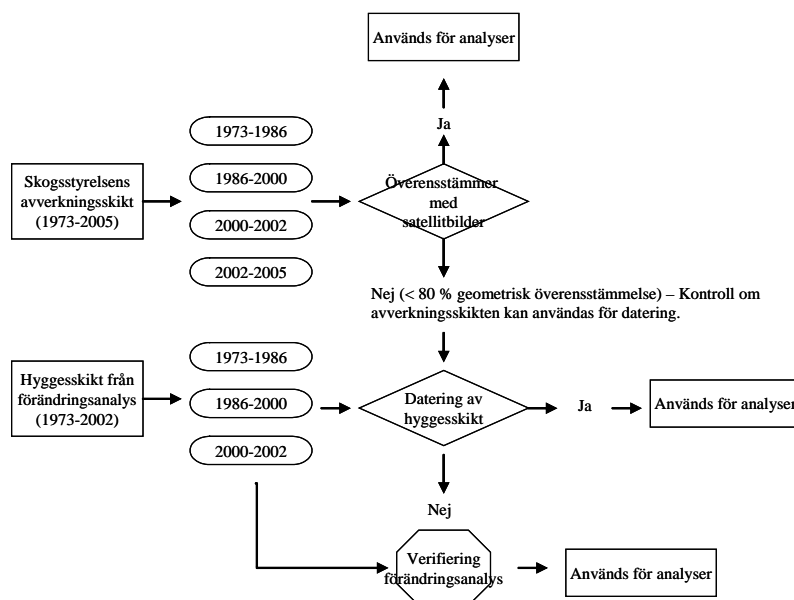 Används för analyser
Ja
1973-1986
1986-2000
2000-2002
2002-2005
Skogsstyrelsens
avverkningsskikt
(1973-2005)
Överensstämmer
med
satellitbilder
Nej (< 80 % geometrisk överensstämmelse) – Kontroll om
avverkningsskikten kan användas för datering.
1973-1986
1986-2000
2000-2002
Hyggesskikt från
förändringsanalys
(1973-2002)
Datering av
hyggesskikt
Ja
Används för analyser
Nej
Verifiering
förändringsanalys
Används för analyser